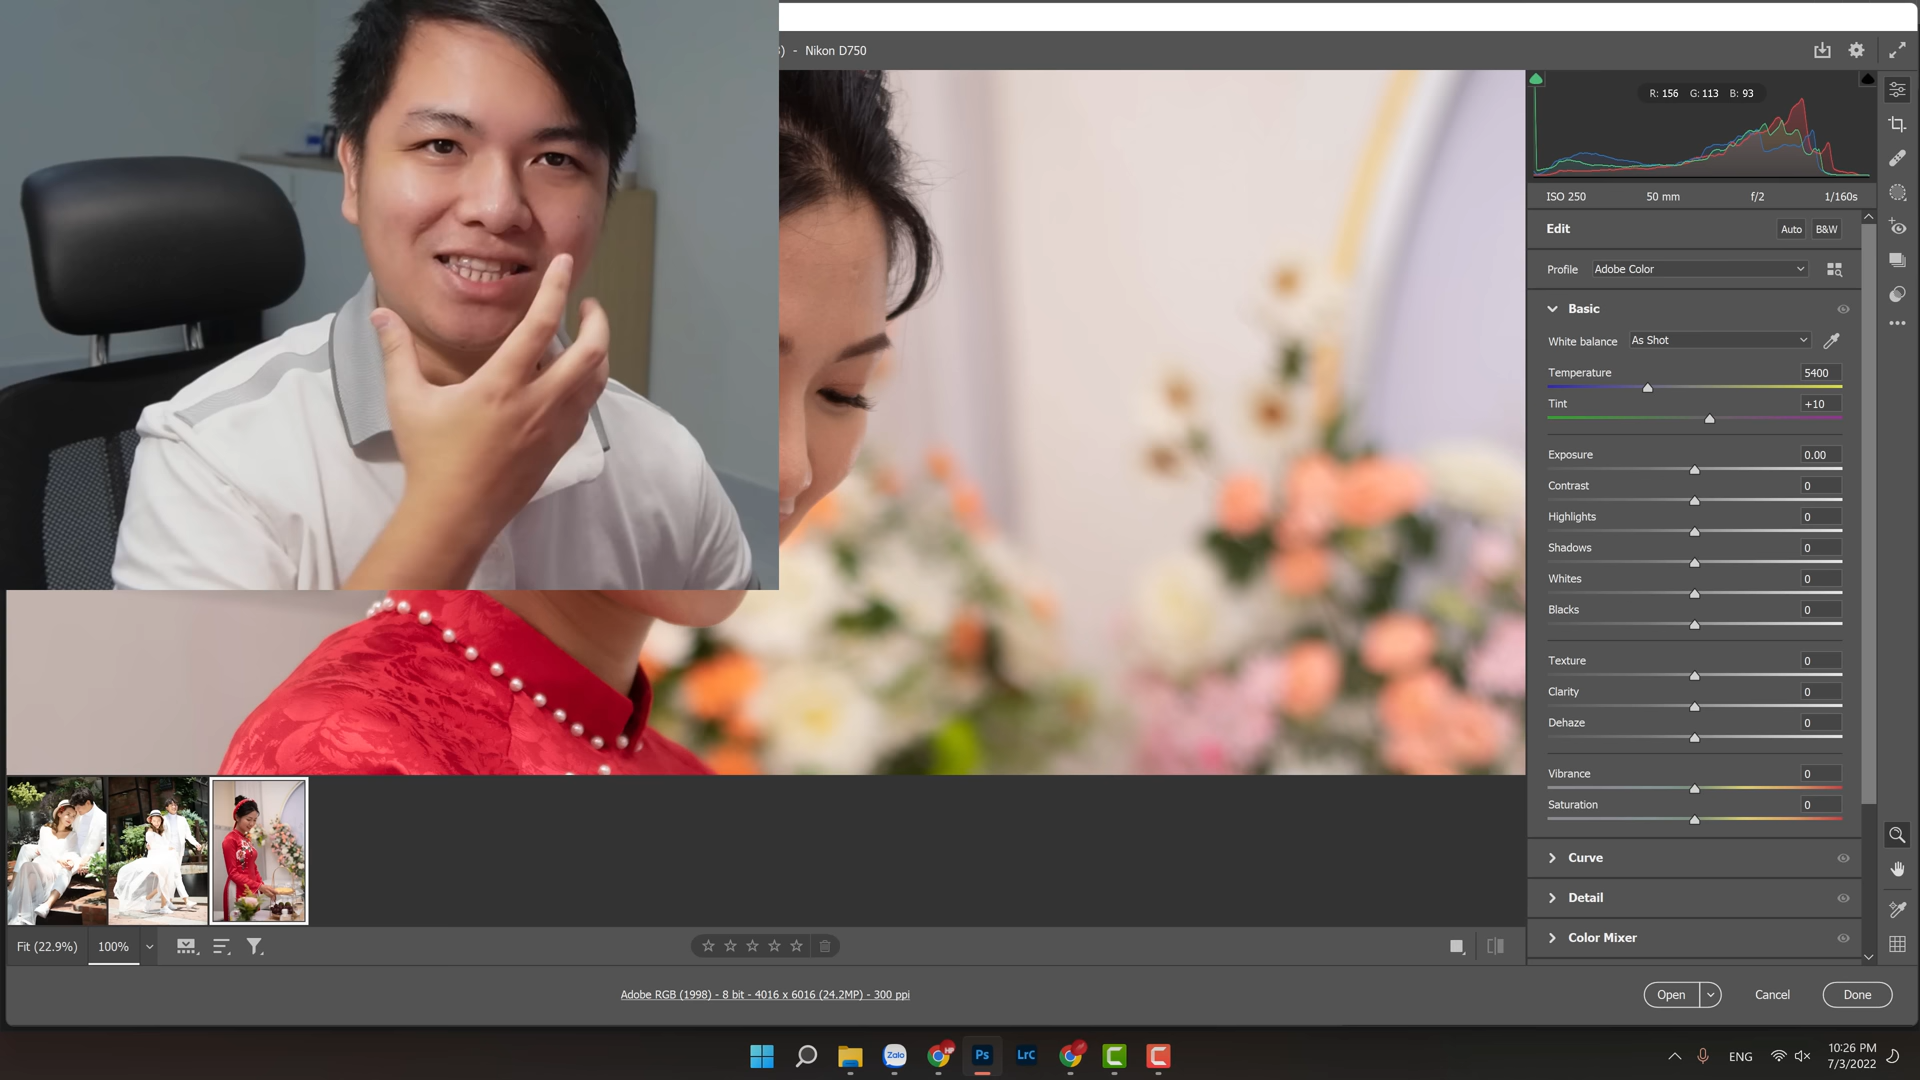 ) - Nikon D750
R: 156 G: 113 B: 93
ISO 250 50 mm f/2 1/160s
Edit Auto B&W
Profile Adobe Color
Basic
White balance As Shot
Temperature 5400
Tint +10
Exposure 0.00
Contrast 0
Highlights 0
Shadows 0
Whites 0
Blacks 0
Texture 0
Clarity 0
Dehaze 0
Vibrance 0
Saturation 0
Curve
Detail
Color Mixer
Fit (22.9%) 100%
Adobe RGB (1998) - 8 bit - 4016 x 6016 (24.2MP) - 300 ppi
Open Cancel Done
Zalo
Ps
LrC
ENG
10:26 PM
7/3/2022